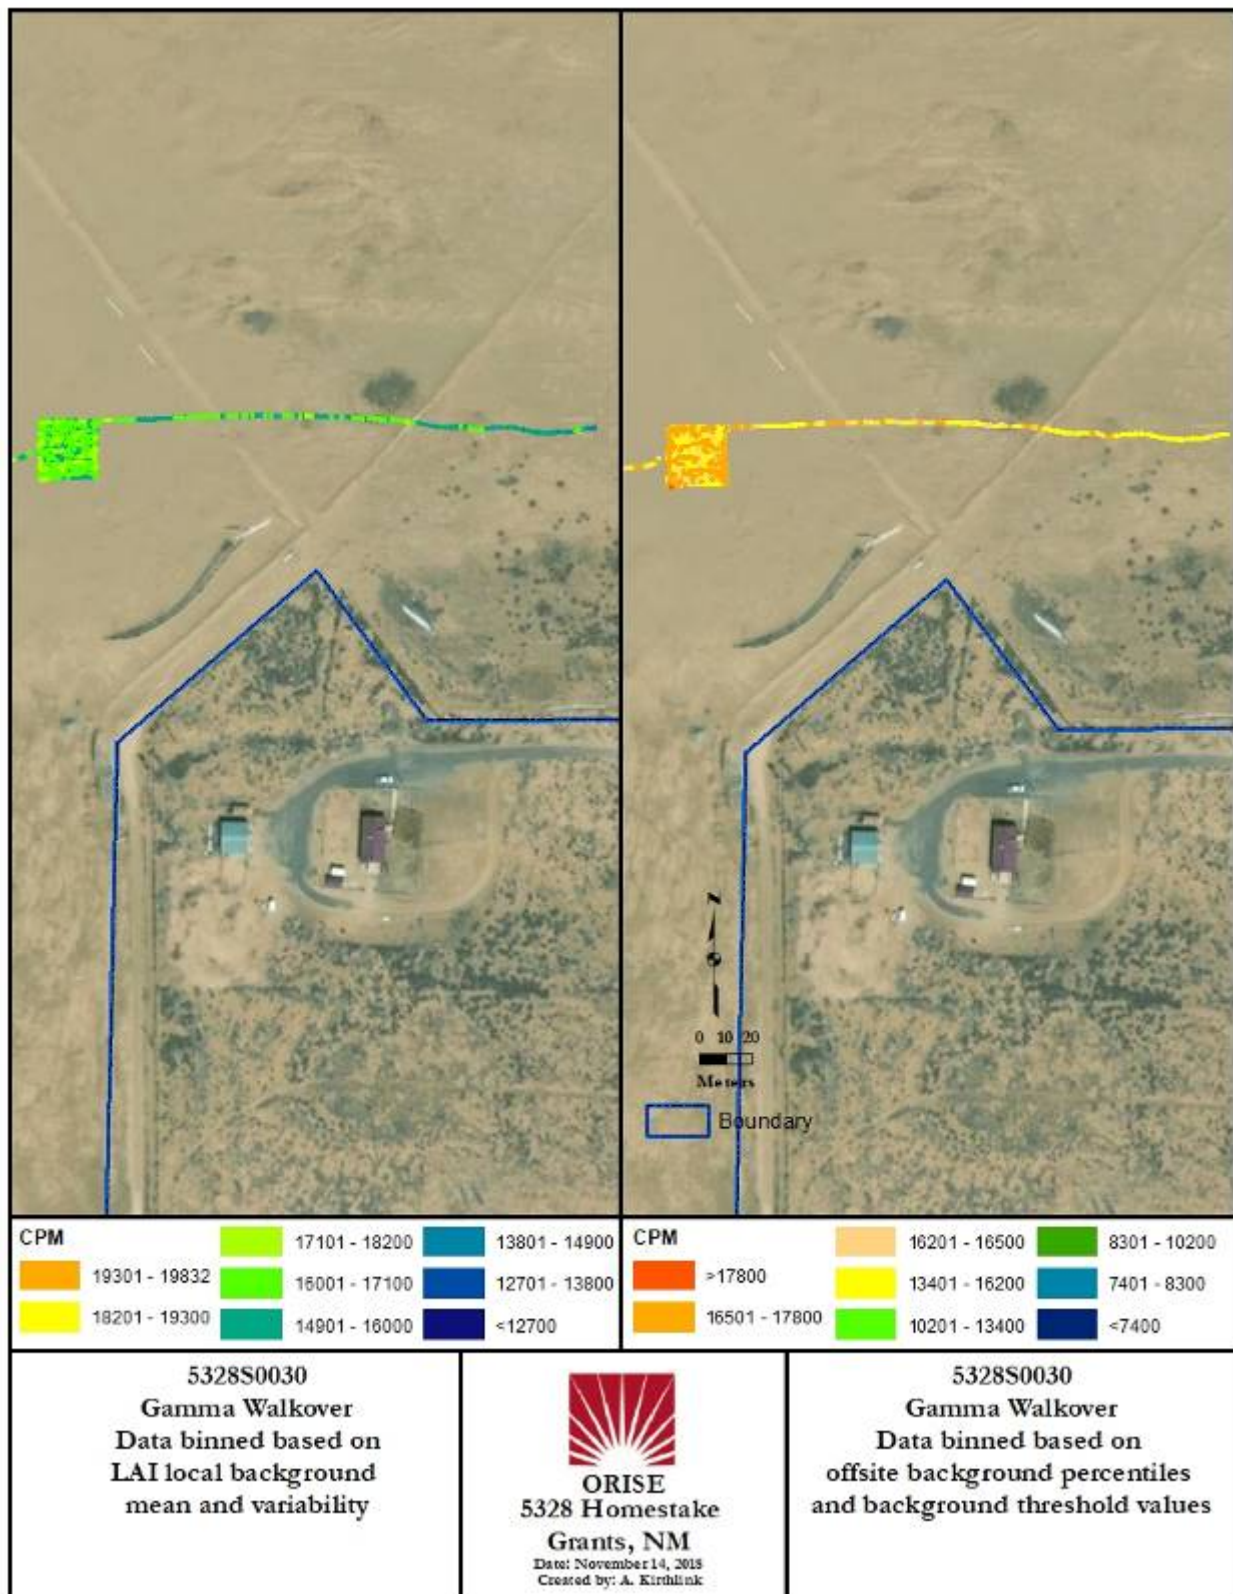 Z
0 10 20
Meters
Boundary
CPM
19301 - 19832
18201 - 19300
17101 - 18200
16001 - 17100
14901 - 16000
13801 - 14900
12701 - 13800
<12700
CPM
>17800
16501 - 17800
16201 - 16500
13401 - 16200
10201 - 13400
8301 - 10200
7401 - 8300
<7400
5328S0030
Gamma Walkover
Data binned based on
LAI local background
mean and variability
ORISE
5328 Homestake
Grants, NM
Date: November 14, 2018
Created by: A. Kirthlink
5328S0030
Gamma Walkover
Data binned based on
offsite background percentiles
and background threshold values